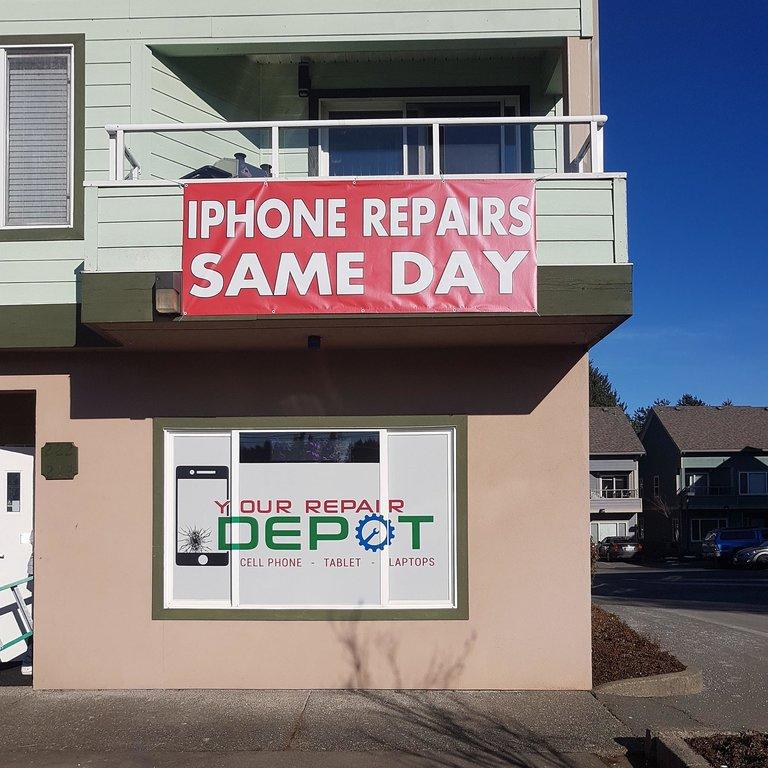 IPHONE REPAIRS
SAME DAY
YOUR REPAIR
DEPOT
CELL PHONE - TABLET - LAPTOPS